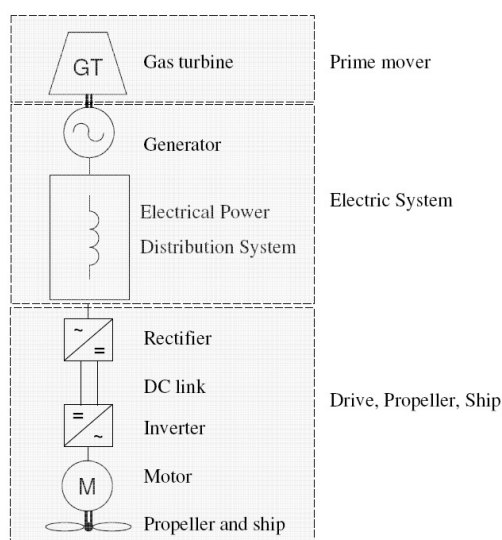 GT
Gas turbine
Prime mover
Generator
Electrical Power
Distribution System
Electric System
~
=
Rectifier
DC link
=
~
Inverter
Drive, Propeller, Ship
M
Motor
Propeller and ship